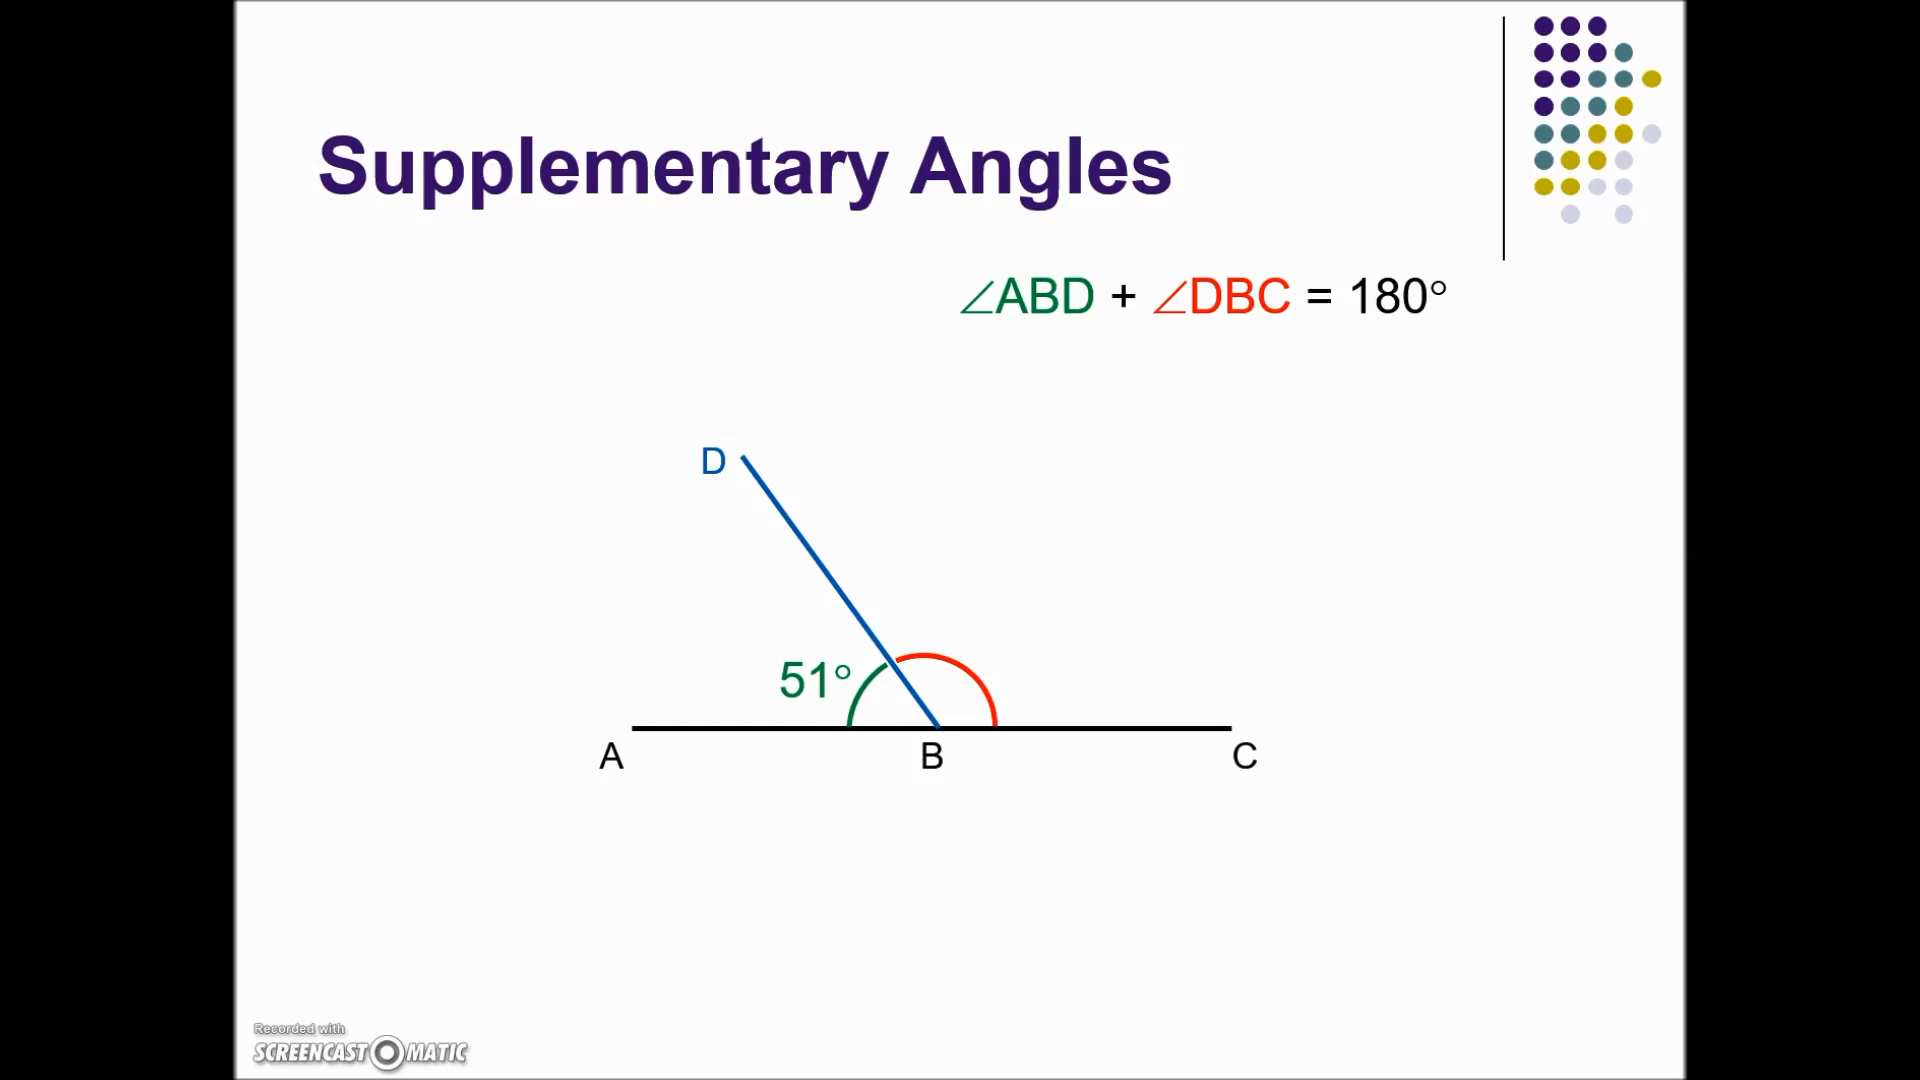 Supplementary Angles
∠ABD + ∠DBC = 180°
D
51°
A B C
Recorded with
SCREENCAST MATIC